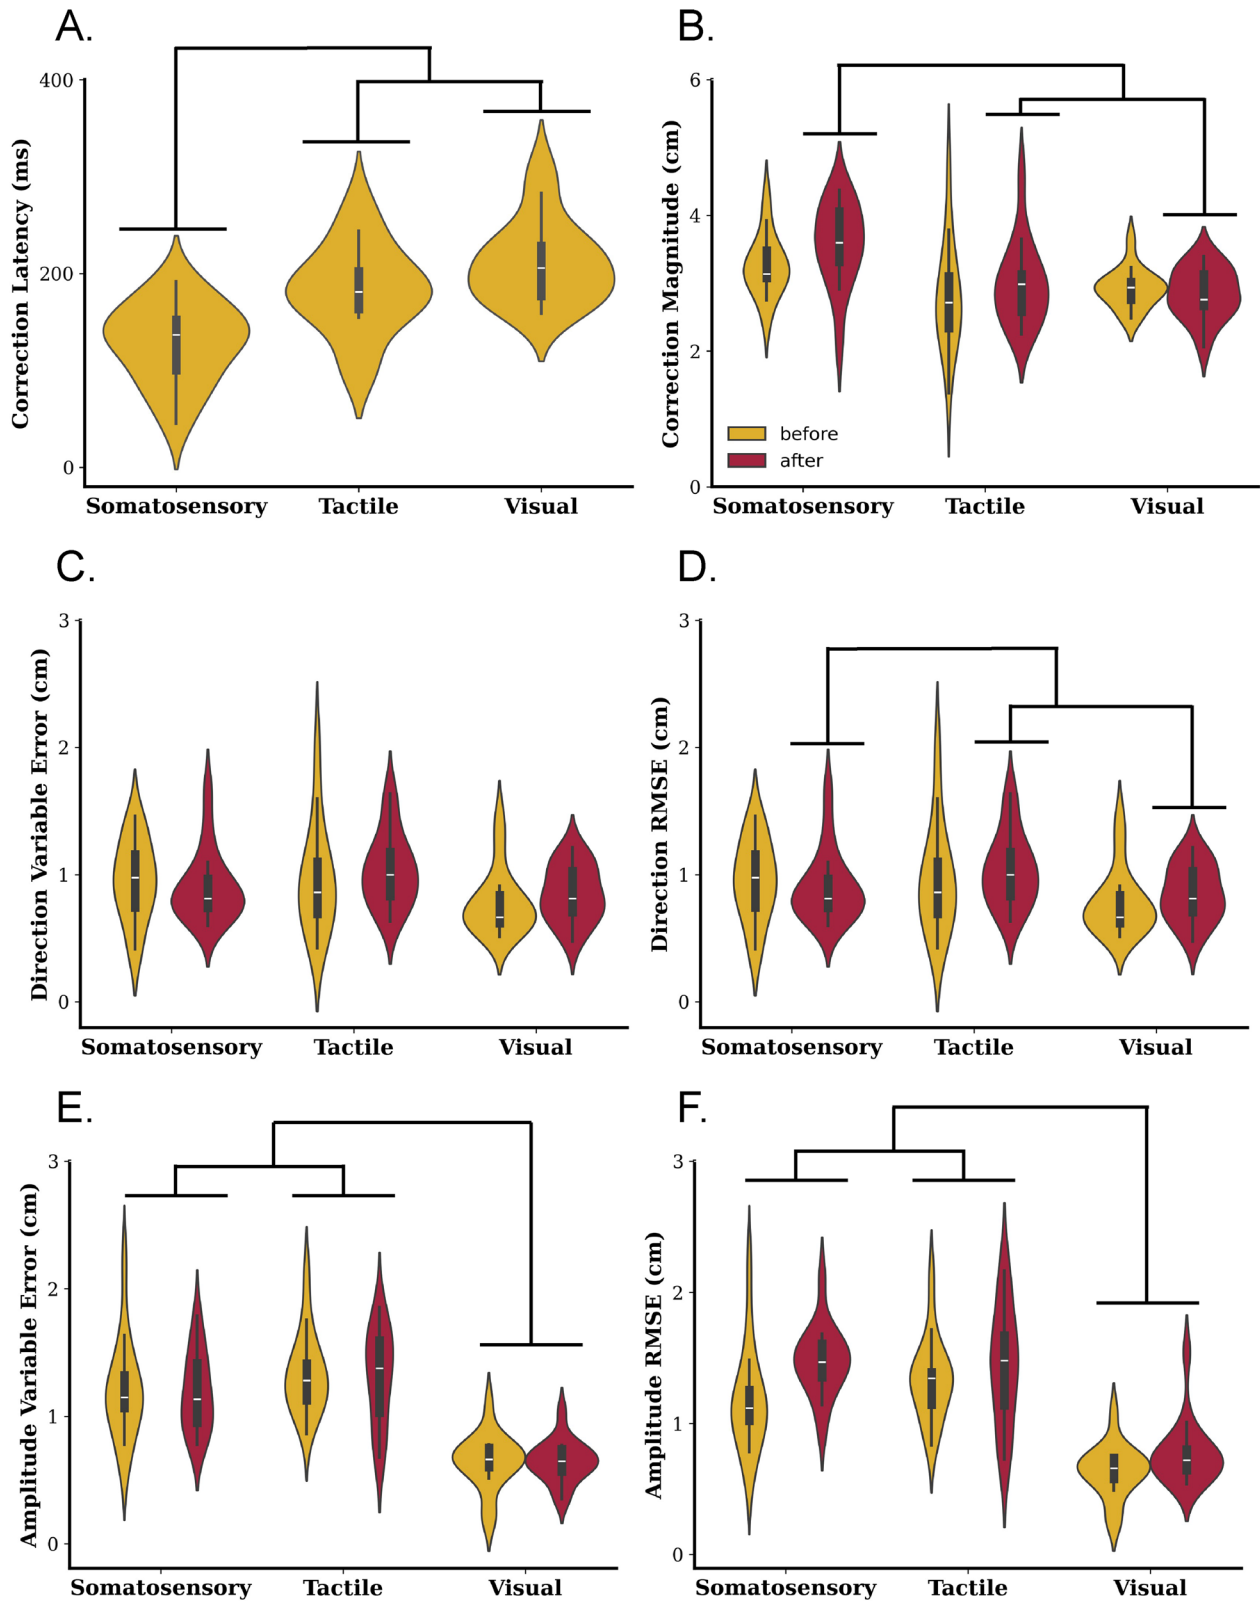 A.
Correction Latency (ms)
400
200
0
Somatosensory Tactile Visual
B.
Correction Magnitude (cm)
6
4
2
0
before
after
Somatosensory Tactile Visual
C.
Direction Variable Error (cm)
3
2
1
0
Somatosensory Tactile Visual
D.
Direction RMSE (cm)
3
2
1
0
Somatosensory Tactile Visual
E.
Amplitude Variable Error (cm)
3
2
1
0
Somatosensory Tactile Visual
F.
Amplitude RMSE (cm)
3
2
1
0
Somatosensory Tactile Visual